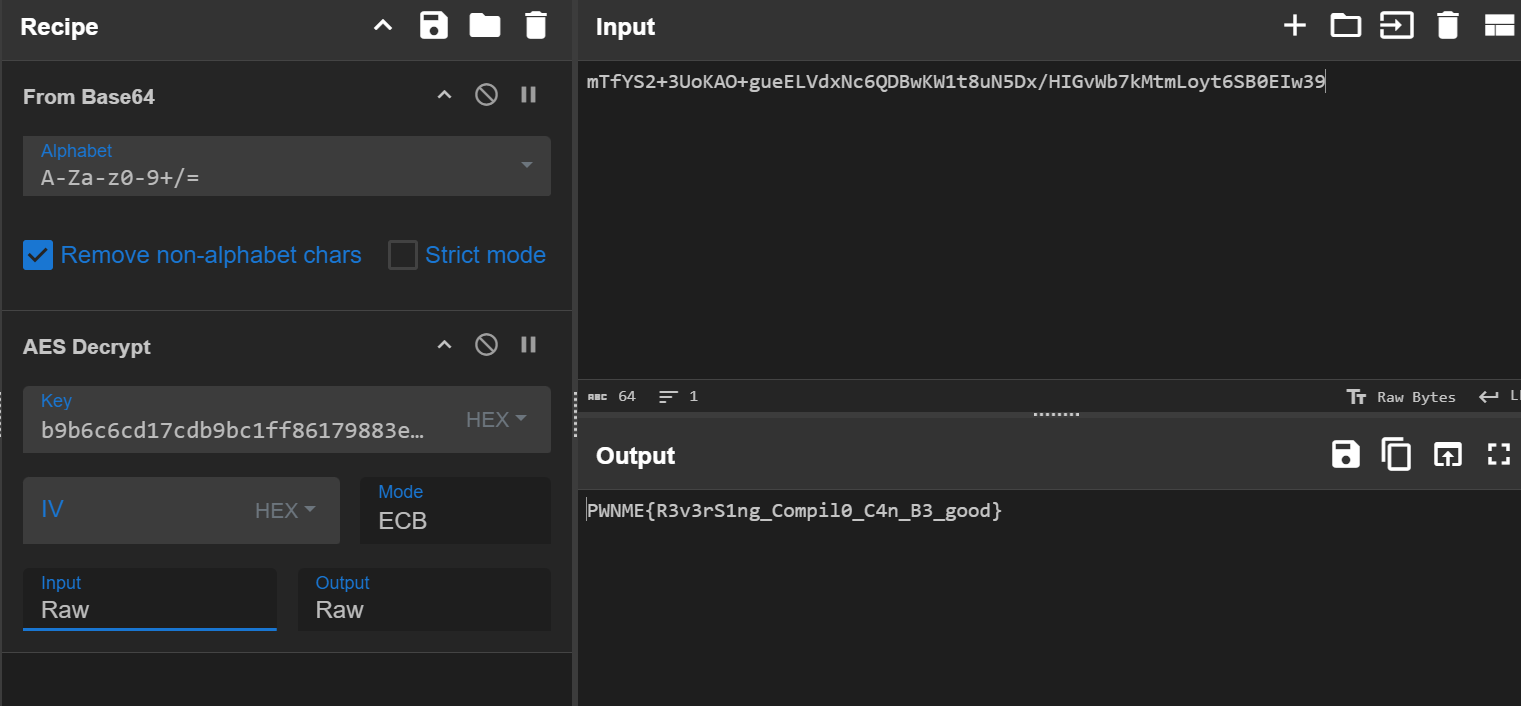 Recipe
From Base64
Alphabet
A-Za-z0-9+/=
Remove non-alphabet chars
Strict mode
AES Decrypt
Key
b9b6c6cd17cdb9bc1ff86179883e…
HEX
IV
HEX
Mode
ECB
Input
Raw
Output
Raw
Input
mTfYS2+3UoKAO+gueELVdxNc6QDBwKW1t8uN5Dx/HIGvWb7kMtmLoyt6SB0EIw39
ABC 64
1
Raw Bytes
Output
PWNME{R3v3rS1ng_Compil0_C4n_B3_good}